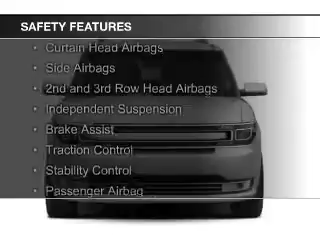 SAFETY FEATURES
• Curtain Head Airbags
• Side Airbags
• 2nd and 3rd Row Head Airbags
• Independent Suspension
• Brake Assist
• Traction Control
• Stability Control
• Passenger Airbag